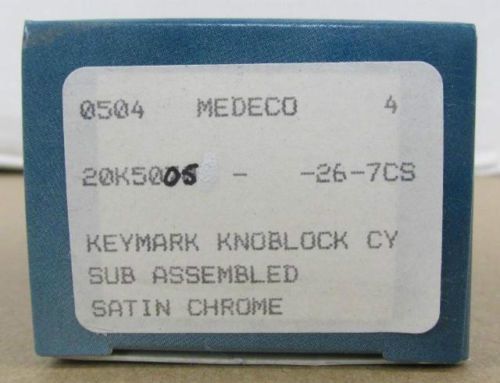 0504 MEDECO 4
20K5005 - -26-7CS
KEYMARK KNOBLOCK CY
SUB ASSEMBLED
SATIN CHROME